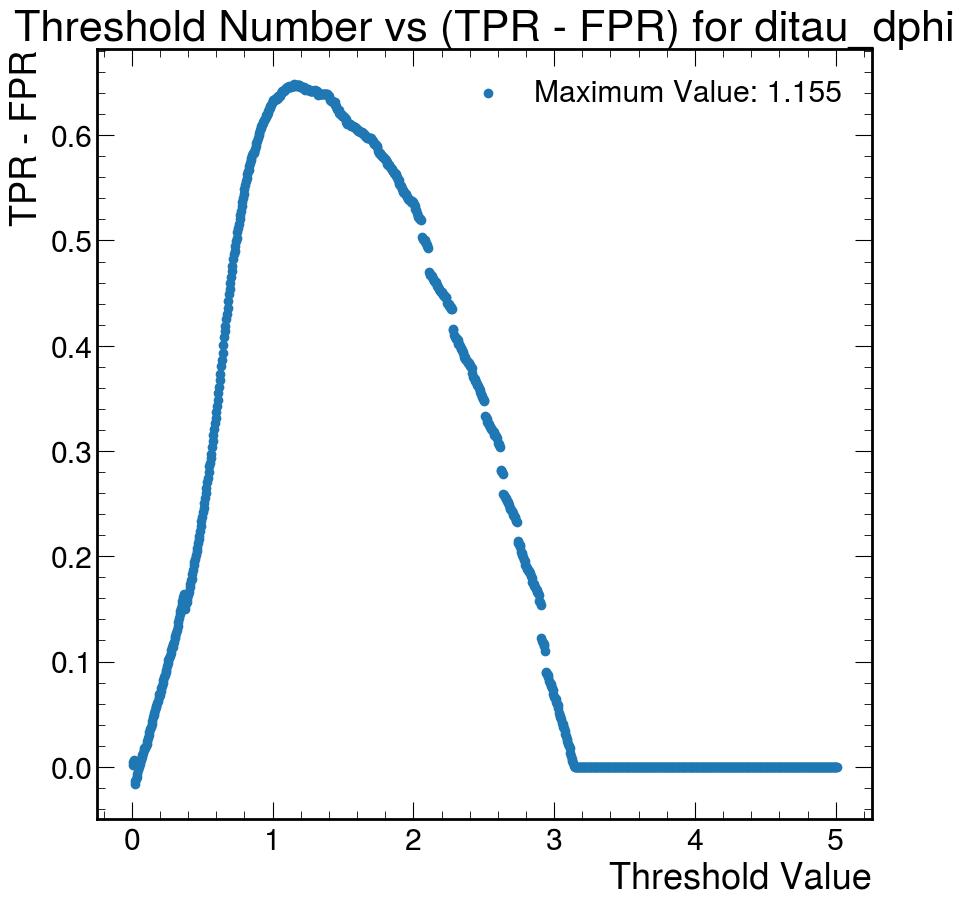 Threshold Number vs (TPR - FPR) for ditau_dphi
TPR - FPR
Maximum Value: 1.155
0.6
0.5
0.4
0.3
0.2
0.1
0.0
0 1 2 3 4 5
Threshold Value